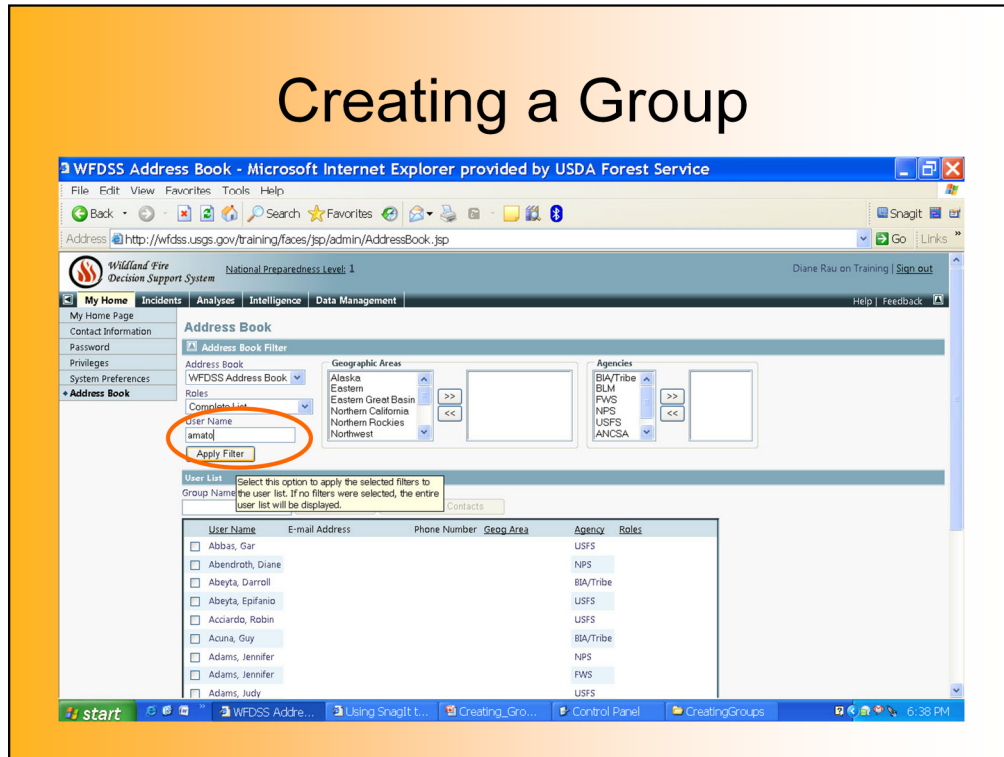 Creating a Group
WFDSS Address Book - Microsoft Internet Explorer provided by USDA Forest Service
File Edit View Favorites Tools Help
Back Search Favorites Snagit
Address http://wfdss.usgs.gov/training/faces/jsp/admin/AddressBook.jsp Go Links »
Wildland Fire
Decision Support System National Preparedness Level: 1 Diane Rau on Training | Sign out
My Home Incidents Analyses Intelligence Data Management Help | Feedback
My Home Page
Contact Information
Password
Privileges
System Preferences
Address Book
Address Book
Address Book Filter
Address Book
WFDSS Address Book
Roles
Complete List
User Name
amato
Apply Filter
Geographic Areas
Alaska
Eastern
Eastern Great Basin
Northern California
Northern Rockies
Northwest
>>
<<
Agencies
BIA/Tribe
BLM
FWS
NPS
USFS
ANCSA
>>
<<
User List
Group Name
Select this option to apply the selected filters to
the user list. If no filters were selected, the entire
user list will be displayed.
Contacts
User Name E-mail Address Phone Number Geog Area Agency Roles
Abbas, Gar USFS
Abendroth, Diane NPS
Abeyta, Darroll BIA/Tribe
Abeyta, Epifanio USFS
Acciardo, Robin USFS
Acuna, Guy BIA/Tribe
Adams, Jennifer NPS
Adams, Jennifer FWS
Adams, Judy USFS
start » WFDSS Addre... Using SnagIt t... Creating_Gro... Control Panel CreatingGroups 6:38 PM